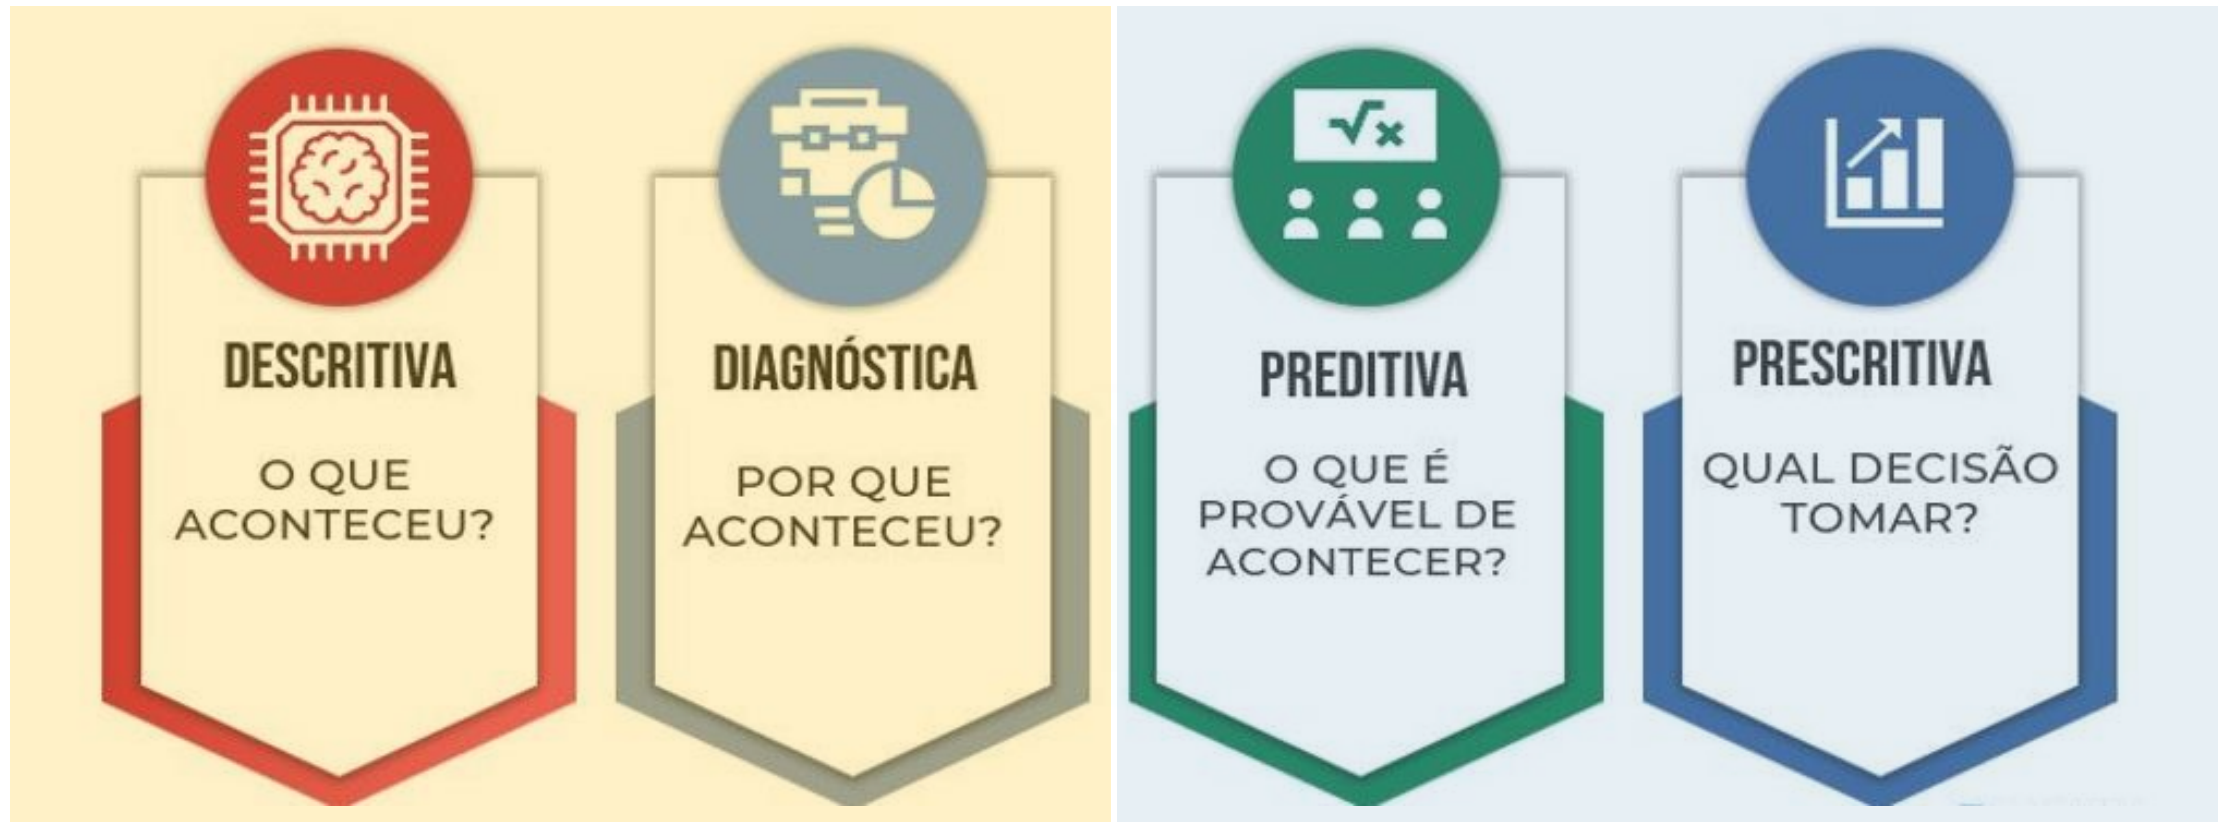 DESCRITIVA
O QUE
ACONTECEU?
DIAGNÓSTICA
POR QUE
ACONTECEU?
√x
PREDITIVA
O QUE É
PROVÁVEL DE
ACONTECER?
PRESCRITIVA
QUAL DECISÃO
TOMAR?